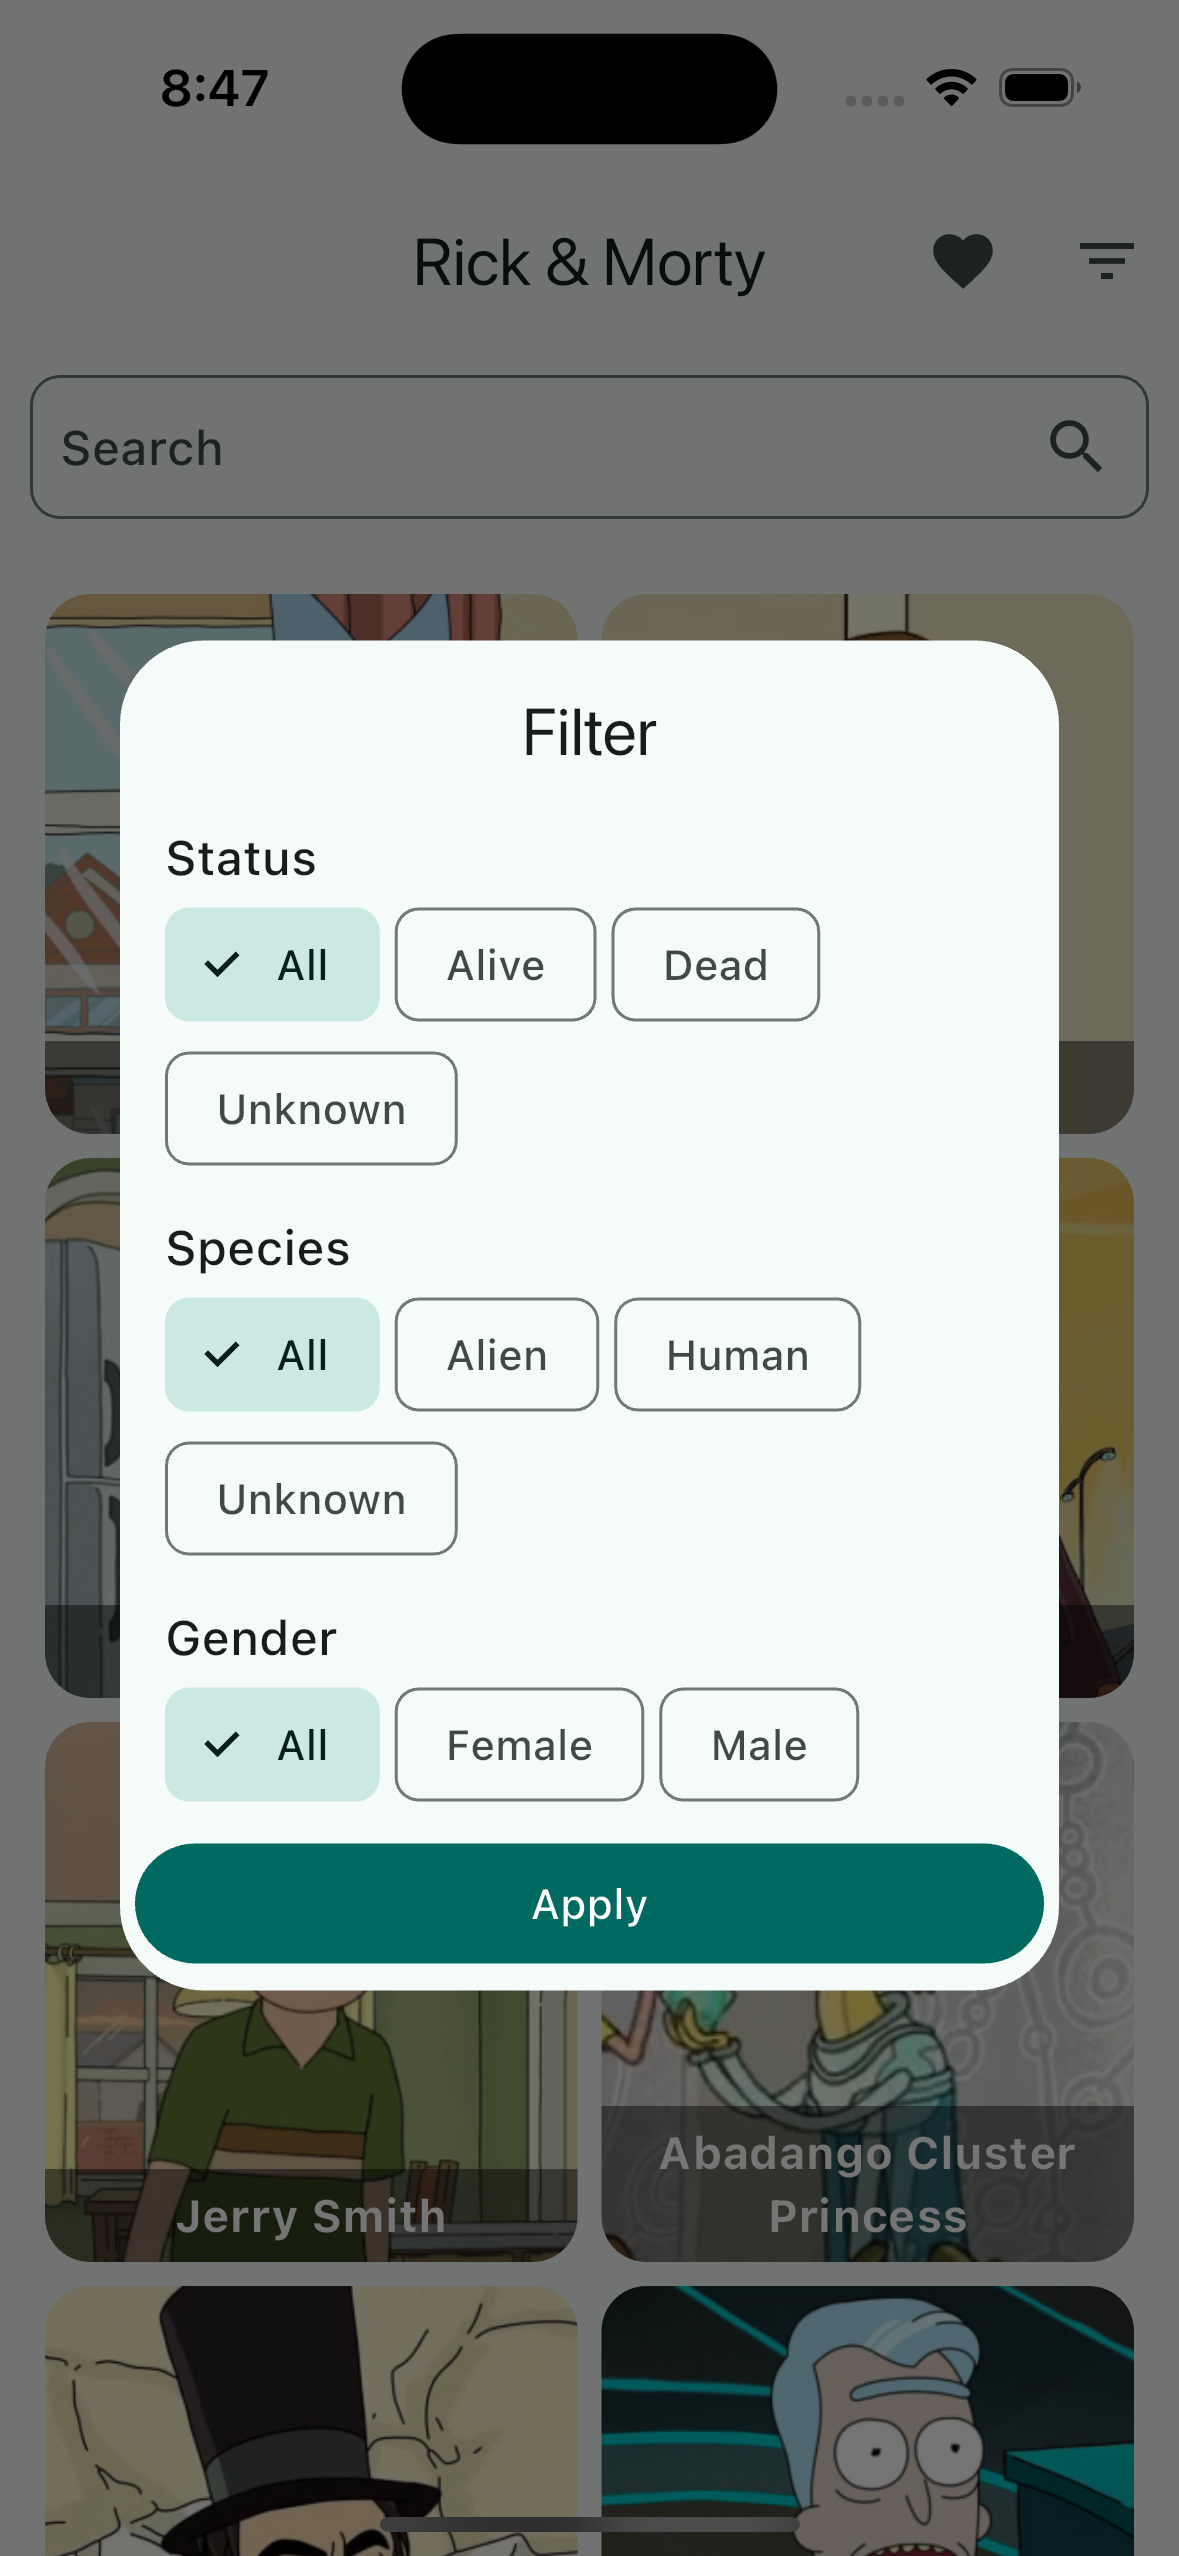 8:47
Rick & Morty
Search
Filter
Status
All Alive Dead
Unknown
Species
All Alien Human
Unknown
Gender
All Female Male
Apply
Jerry Smith
Abadango Cluster
Princess